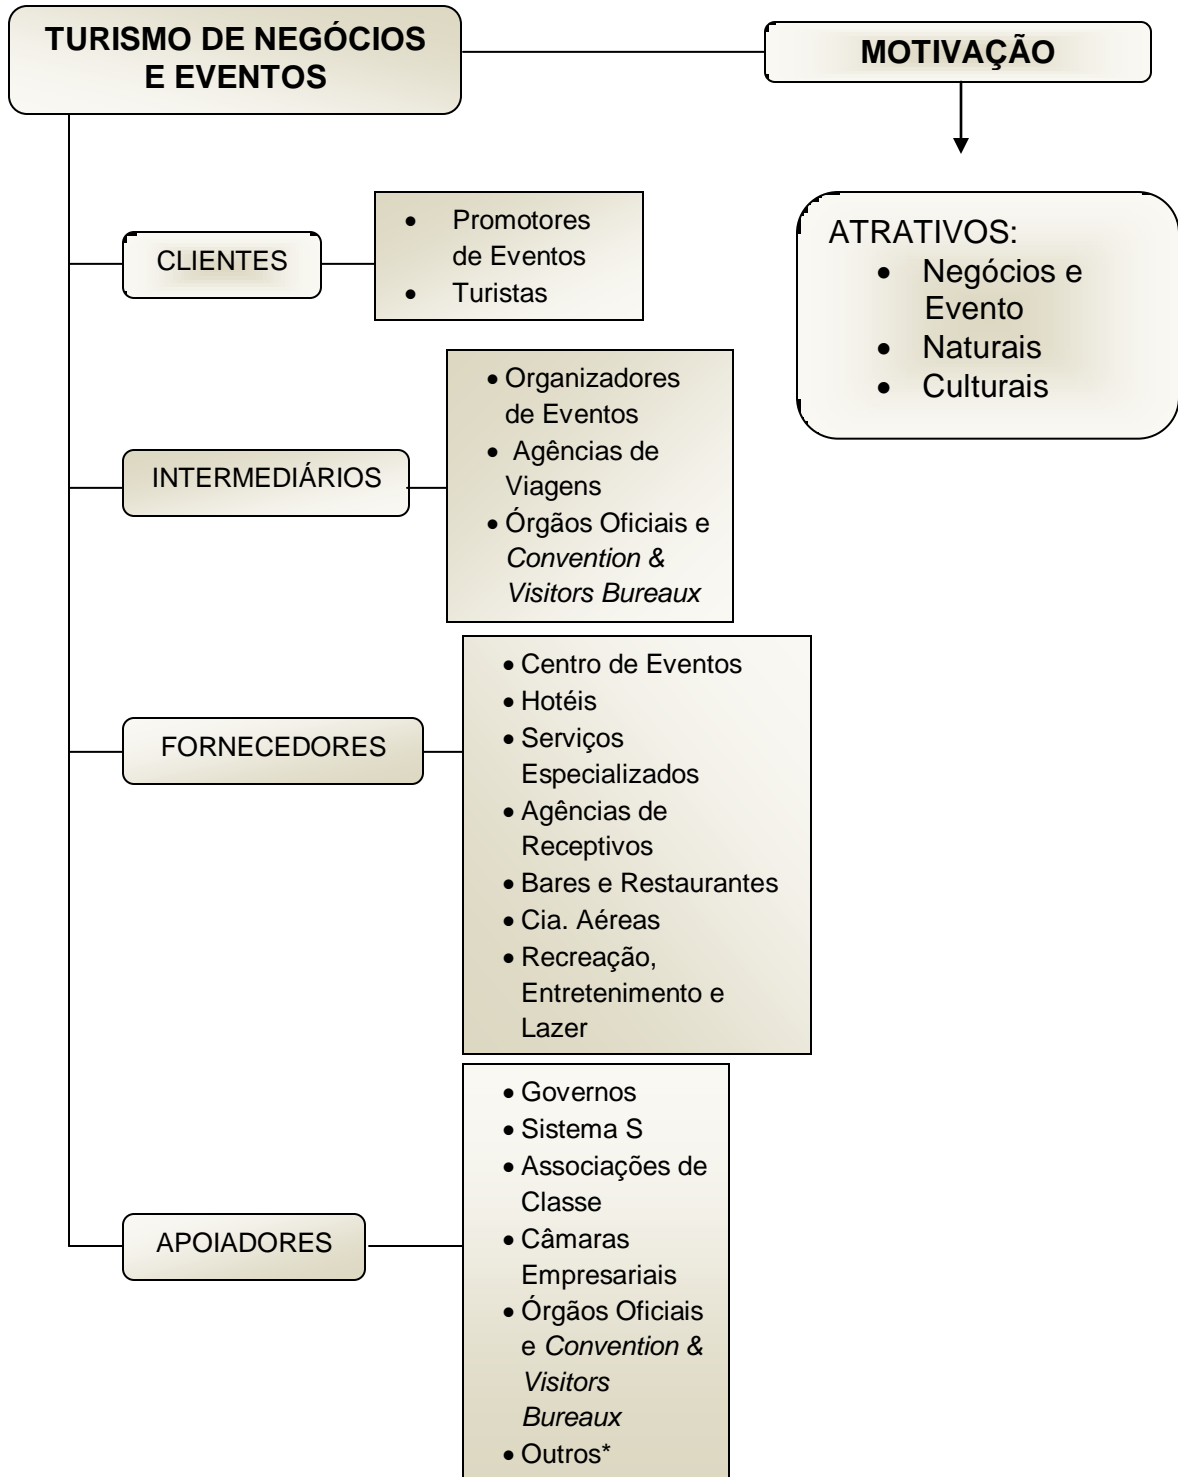 TURISMO DE NEGÓCIOS
E EVENTOS
MOTIVAÇÃO
ATRATIVOS:
• Negócios e
Evento
• Naturais
• Culturais
CLIENTES
• Promotores
de Eventos
• Turistas
INTERMEDIÁRIOS
• Organizadores
de Eventos
• Agências de
Viagens
• Órgãos Oficiais e
Convention &
Visitors Bureaux
FORNECEDORES
• Centro de Eventos
• Hotéis
• Serviços
Especializados
• Agências de
Receptivos
• Bares e Restaurantes
• Cia. Aéreas
• Recreação,
Entretenimento e
Lazer
APOIADORES
• Governos
• Sistema S
• Associações de
Classe
• Câmaras
Empresariais
• Órgãos Oficiais
e Convention &
Visitors
Bureaux
• Outros*